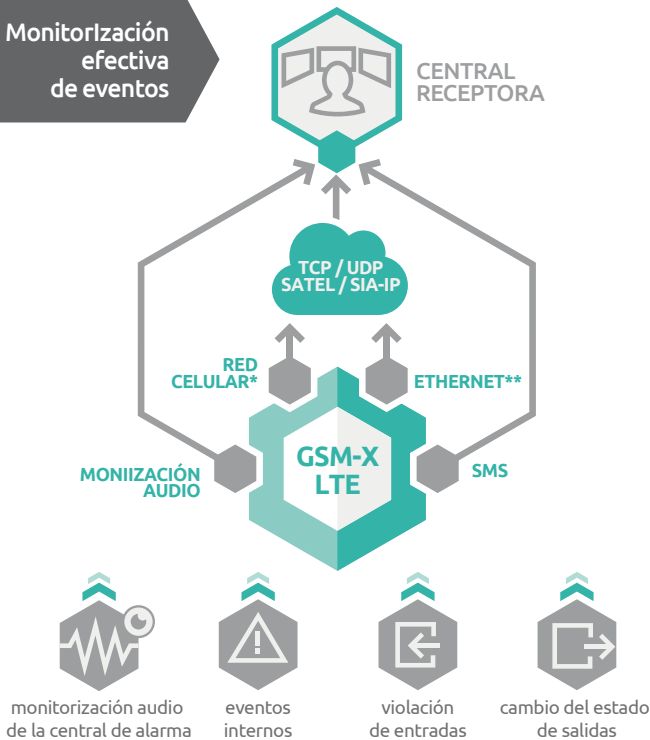 MonitorIzación
efectiva
de eventos
CENTRAL
RECEPTORA
TCP / UDP
SATEL / SIA-IP
RED
CELULAR*
ETHERNET**
GSM-X
LTE
MONIIZACIÓN
AUDIO
SMS
monitorización audio
de la central de alarma
eventos
internos
violación
de entradas
cambio del estado
de salidas